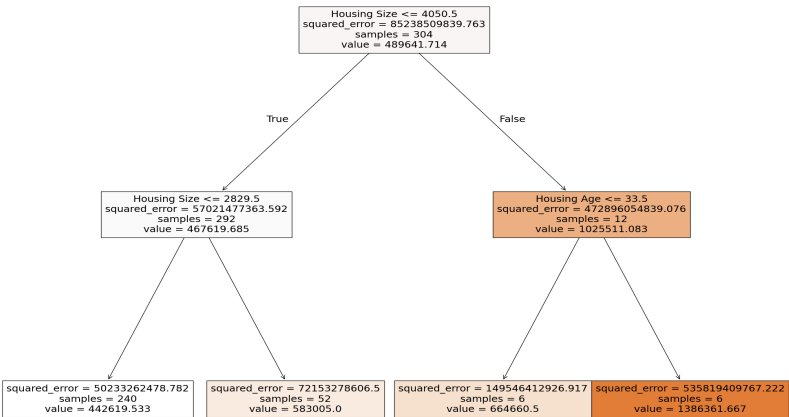 Housing Size <= 4050.5
squared_error = 85238509839.763
samples = 304
value = 489641.714
True
False
Housing Size <= 2829.5
squared_error = 57021477363.592
samples = 292
value = 467619.685
Housing Age <= 33.5
squared_error = 472896054839.076
samples = 12
value = 1025511.083
squared_error = 50233262478.782
samples = 240
value = 442619.533
squared_error = 72153278606.5
samples = 52
value = 583005.0
squared_error = 149546412926.917
samples = 6
value = 664660.5
squared_error = 535819409767.222
samples = 6
value = 1386361.667